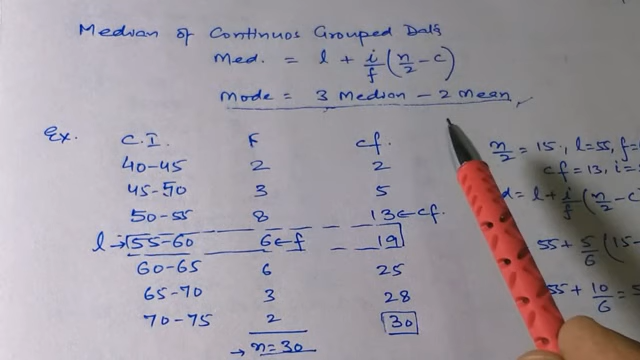 Median of Continuos Grouped Data
Med. = l + i/f (n/2 - c)
Mode = 3 Median - 2 Mean
Ex. C.I. F cf.
40-45 2 2
45-50 3 5
50-55 8 13 ← cf.
l → 55-60 6 ← f 19
60-65 6 25
65-70 3 28
70-75 2 30
→ n = 30
n/2 = 15, l = 55, f =
cf = 13, i =
= l + i/f (n/2 - c
55 + 5/6 (15 -
55 + 10/6 = 5